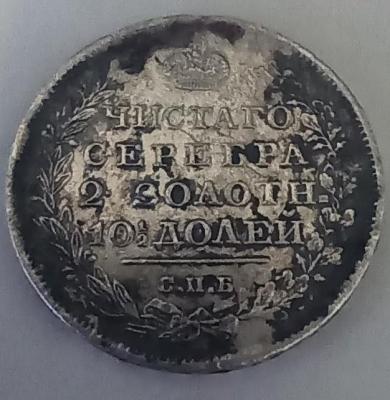 ЧИСТАГО
СЕРЕБРА
2 ЗОЛОТН.
10½ ДОЛЕЙ
С.П.Б